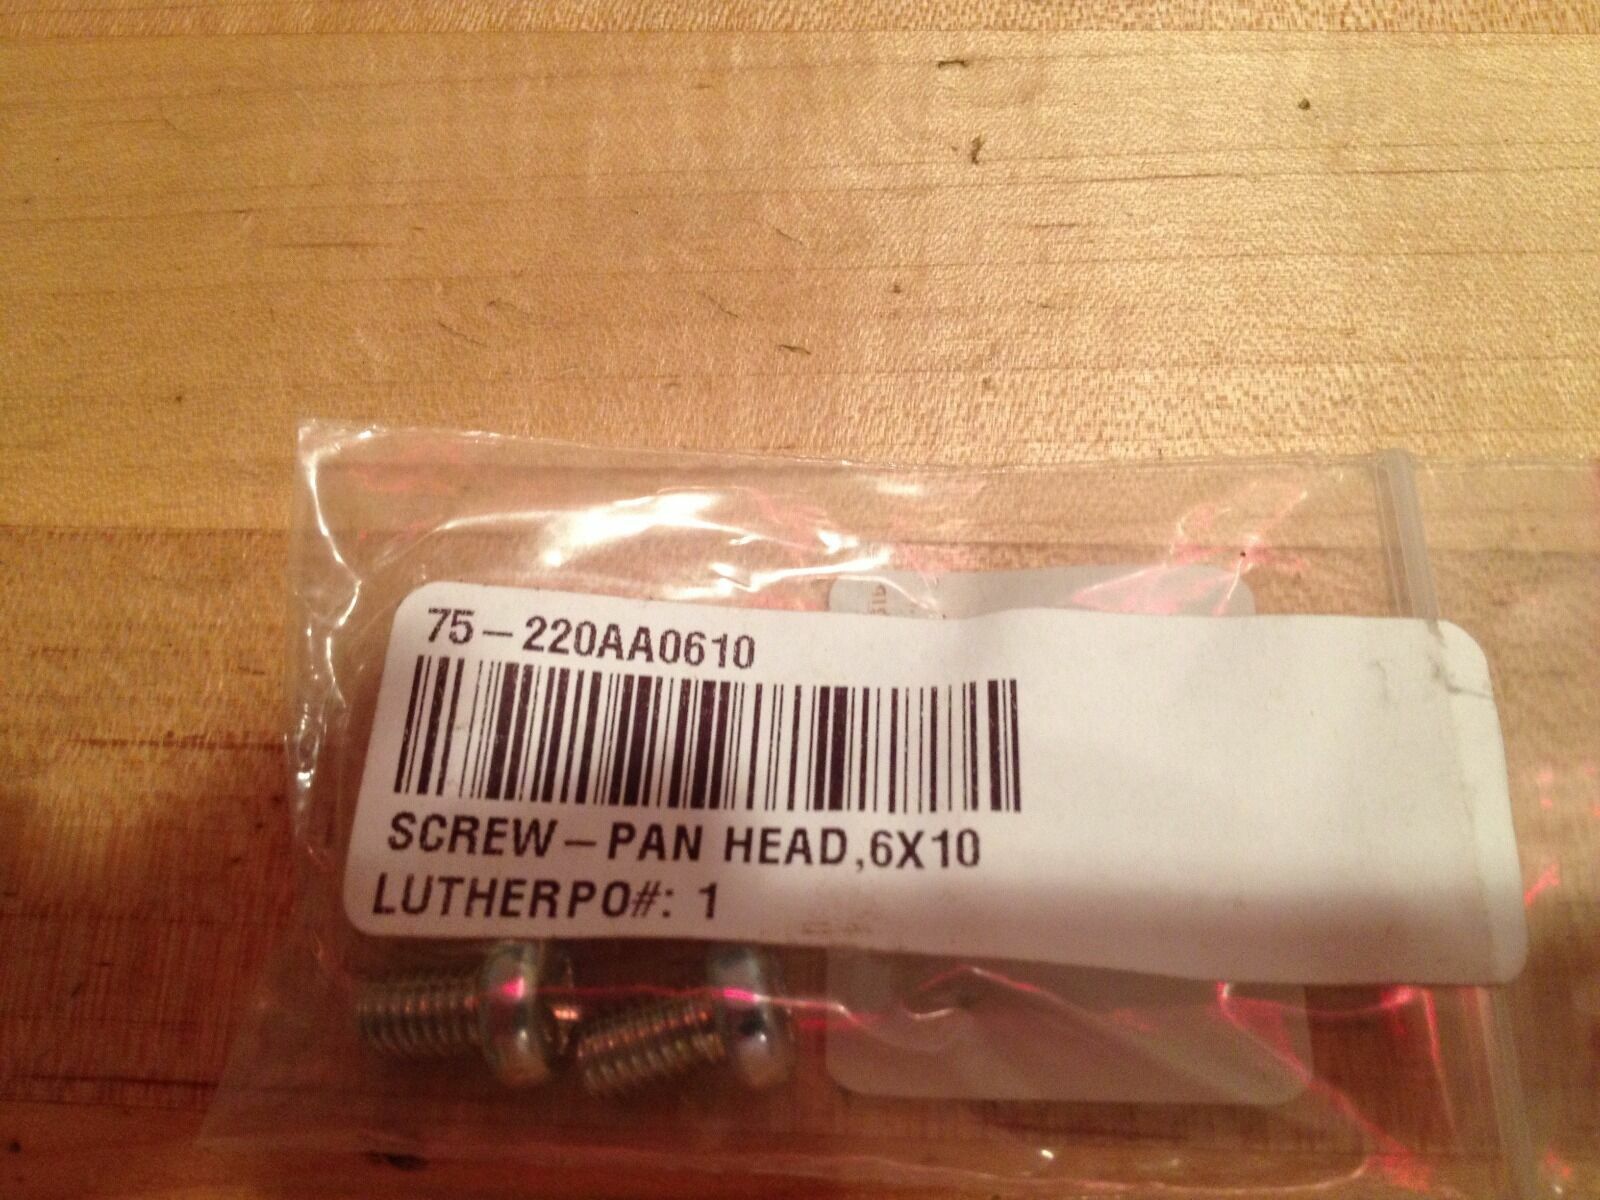 75-220AA0610
SCREW-PAN HEAD,6X10
LUTHERPO#: 1